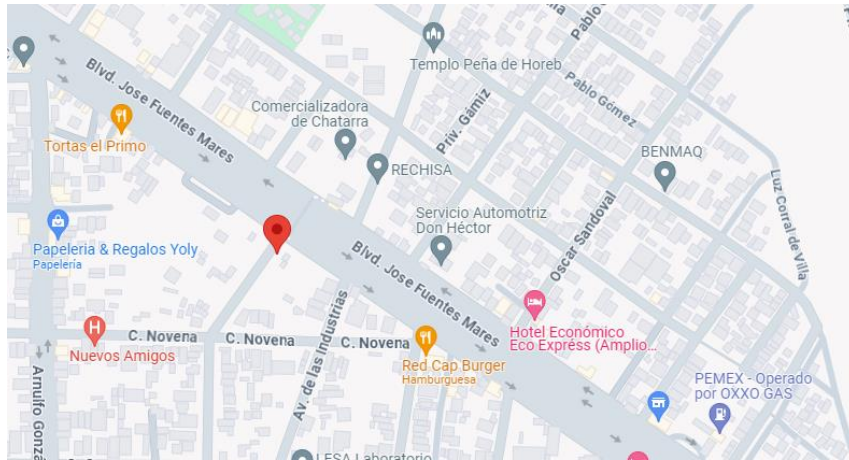 C.
Blvd. Jose Fuentes Mares
Tortas el Primo
Comercializadora
de Chatarra
Templo Peña de Horeb
Pablo
Pablo Gómez
Priv. Gámiz
RECHISA
BENMAQ
Luz Corral de Villa
Servicio Automotriz
Don Héctor
Oscar Sandoval
Papeleria & Regalos Yoly
Papelería
Blvd. Jose Fuentes Mares
Av. de las Industrias
C. Novena
C. Novena
C. Novena
Nuevos Amigos
Hotel Económico
Eco Expréss (Amplio...
Red Cap Burger
Hamburguesa
PEMEX - Operado
por OXXO GAS
Arnulfo Gonzá
LESA Laboratorio